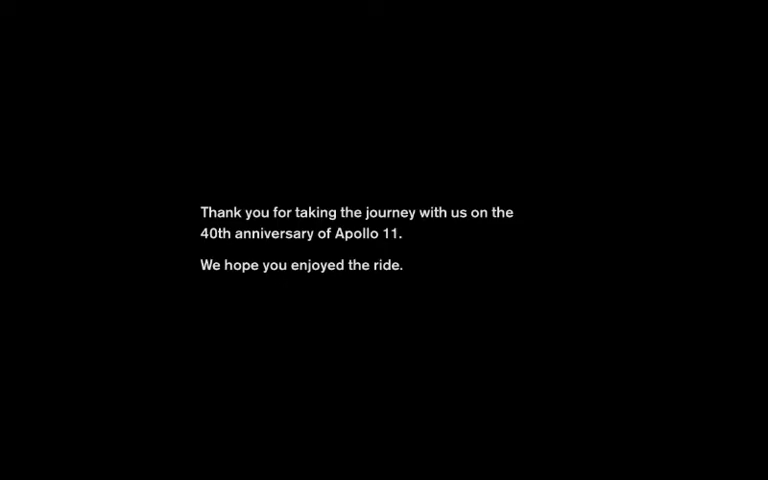 Thank you for taking the journey with us on the
40th anniversary of Apollo 11.
We hope you enjoyed the ride.